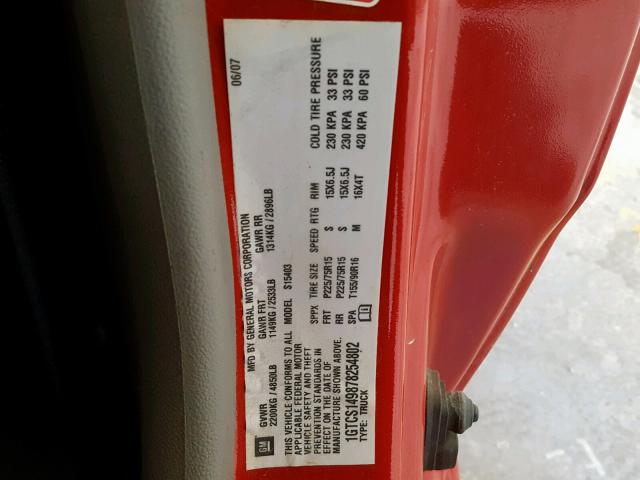 MFD BY GENERAL MOTORS CORPORATION
06/07
GM
GVWR GAWR FRT GAWR RR
2200KG / 4850LB 1149KG / 2533LB 1314KG / 2896LB
THIS VEHICLE CONFORMS TO ALL
APPLICABLE FEDERAL MOTOR
VEHICLE SAFETY AND THEFT
PREVENTION STANDARDS IN
EFFECT ON THE DATE OF
MANUFACTURE SHOWN ABOVE.
1GTCS149878254802
TYPE: TRUCK
MODEL S15403
SPPX TIRE SIZE SPEED RTG RIM COLD TIRE PRESSURE
FRT P225/75R15 S 15X6.5J 230 KPA 33 PSI
RR P225/75R15 S 15X6.5J 230 KPA 33 PSI
SPA T155/90R16 M 16X4T 420 KPA 60 PSI